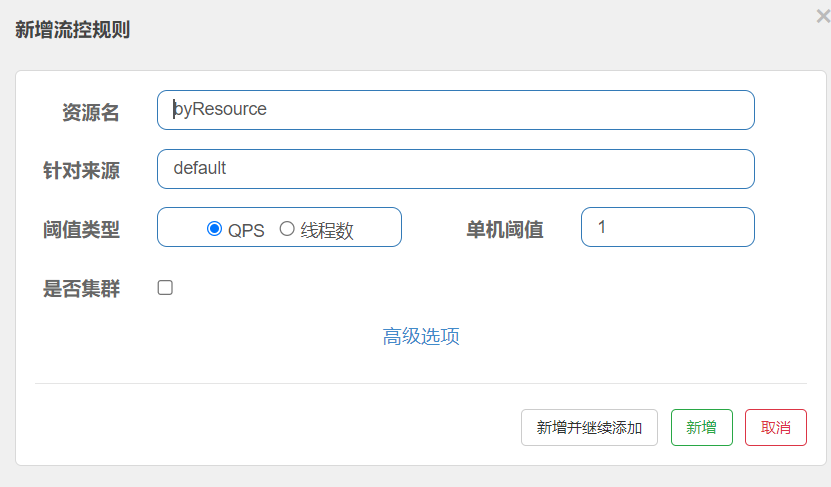 新增流控规则
×
资源名 byResource
针对来源 default
阈值类型 QPS 线程数 单机阈值 1
是否集群
高级选项
新增并继续添加 新增 取消